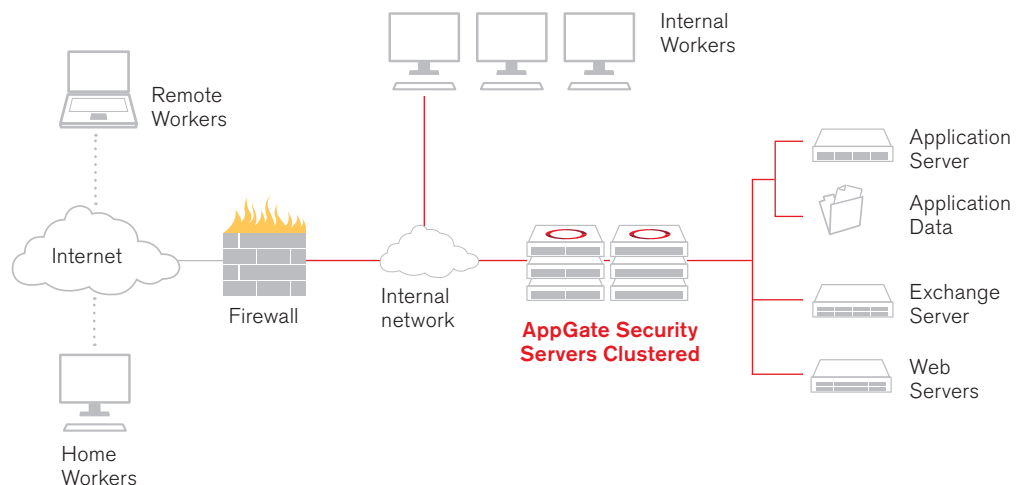 Internal
Workers
Remote
Workers
Application
Server
Application
Data
Internet
Firewall
Internal
network
Exchange
Server
AppGate Security
Servers Clustered
Web
Servers
Home
Workers